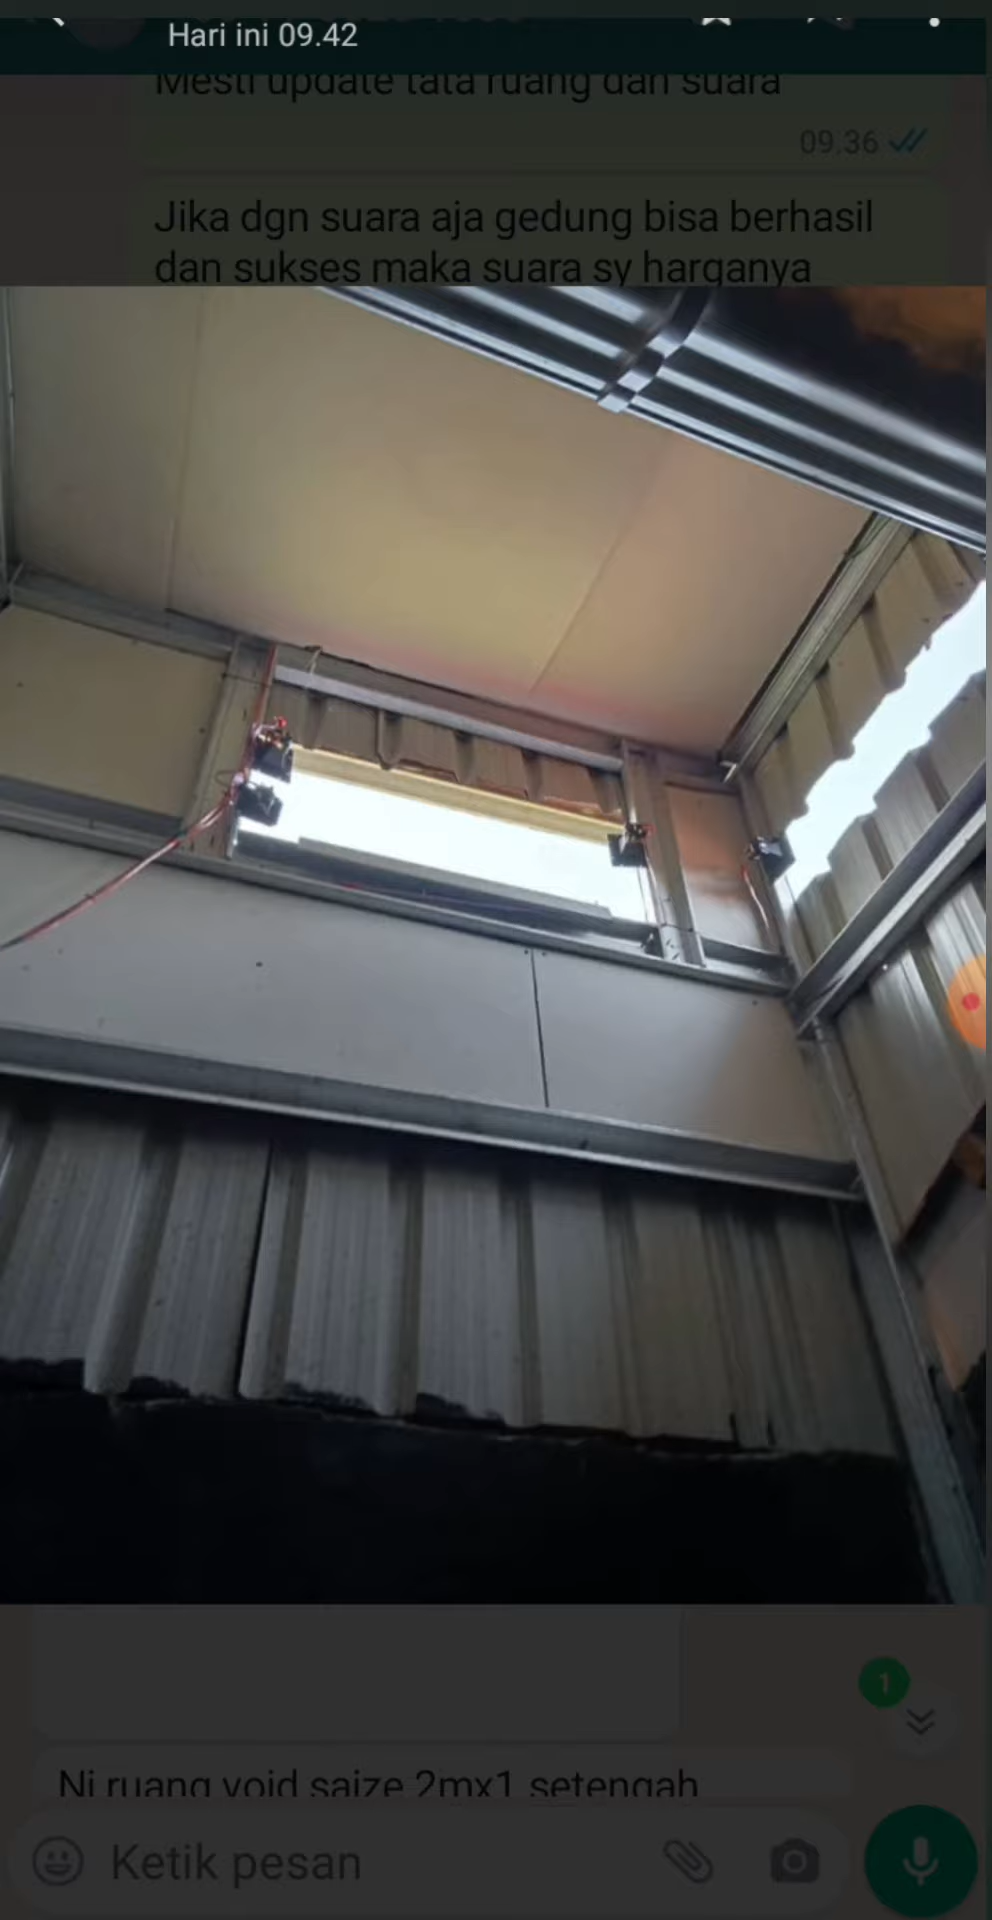 Hari ini 09.42
Mesti update tata ruang dan suara
09.36
Jika dgn suara aja gedung bisa berhasil
dan sukses maka suara sy harganya
1
Ni ruang void saize 2mx1 setengah
Ketik pesan